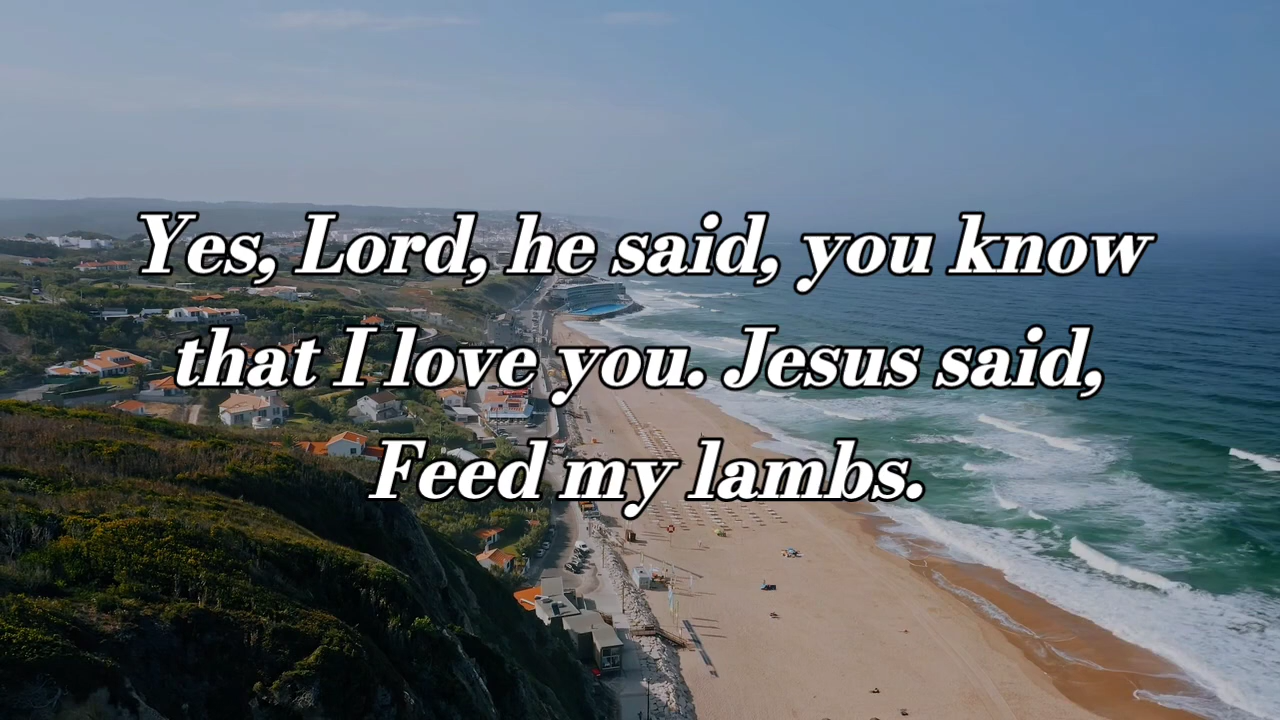 Yes, Lord, he said, you know
that I love you. Jesus said,
Feed my lambs.